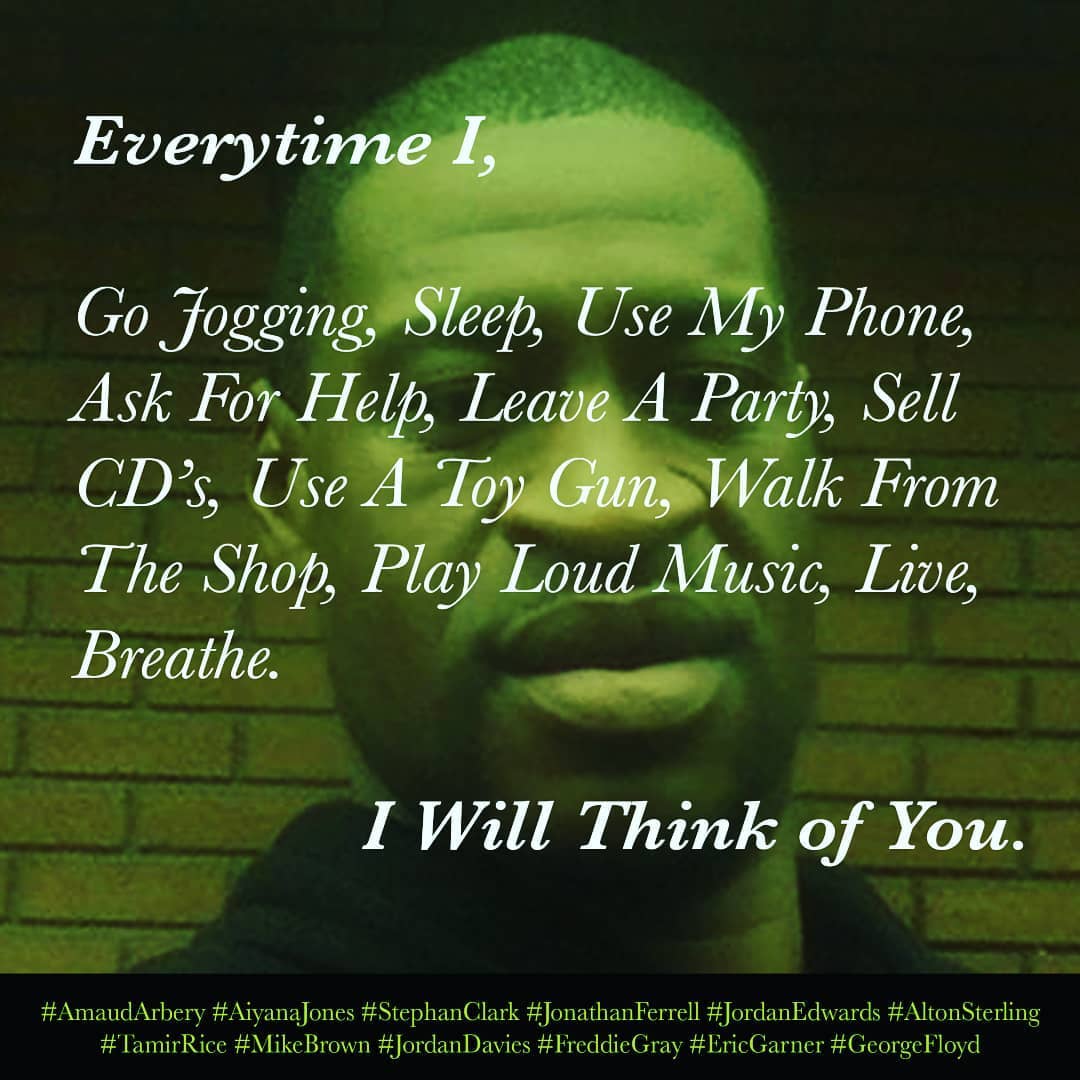 Everytime I,
Go Jogging, Sleep, Use My Phone,
Ask For Help, Leave A Party, Sell
CD’s, Use A Toy Gun, Walk From
The Shop, Play Loud Music, Live,
Breathe.
I Will Think of You.
#AmaudArbery #AiyanaJones #StephanClark #JonathanFerrell #JordanEdwards #AltonSterling
#TamirRice #MikeBrown #JordanDavies #FreddieGray #EricGarner #GeorgeFloyd